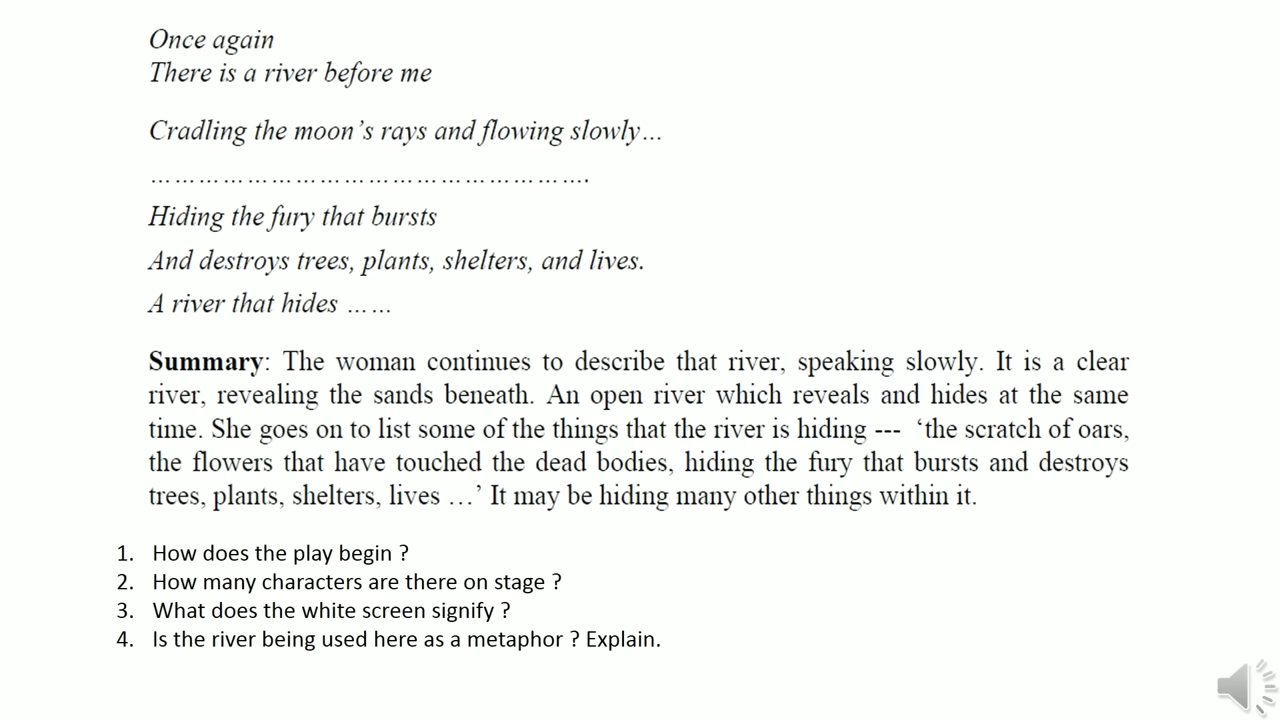 Once again
There is a river before me
Cradling the moon’s rays and flowing slowly…
……………………………………………….
Hiding the fury that bursts
And destroys trees, plants, shelters, and lives.
A river that hides ……
Summary: The woman continues to describe that river, speaking slowly. It is a clear
river, revealing the sands beneath. An open river which reveals and hides at the same
time. She goes on to list some of the things that the river is hiding --- ‘the scratch of oars,
the flowers that have touched the dead bodies, hiding the fury that bursts and destroys
trees, plants, shelters, lives …’ It may be hiding many other things within it.
1. How does the play begin ?
2. How many characters are there on stage ?
3. What does the white screen signify ?
4. Is the river being used here as a metaphor ? Explain.